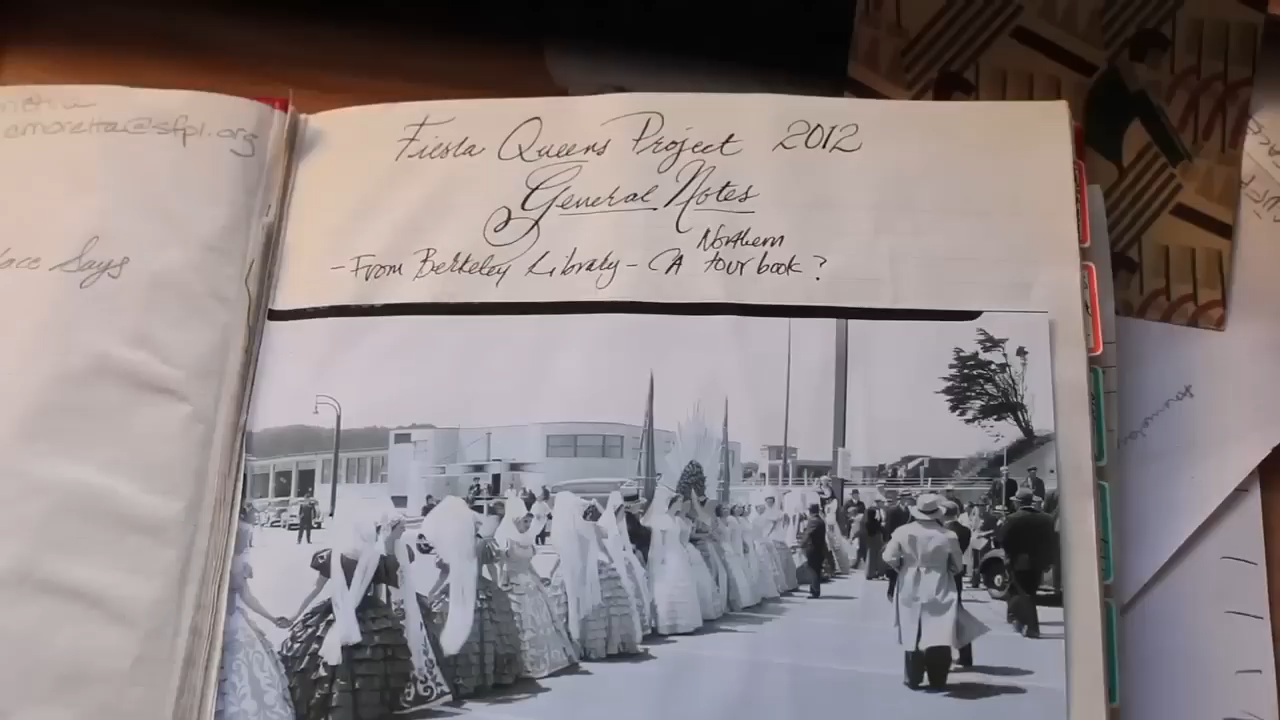 amoretta@sfpl.org
Says
Fiesta Queens Project 2012
General Notes
Northern
- From Berkeley Library - CA tour book ?